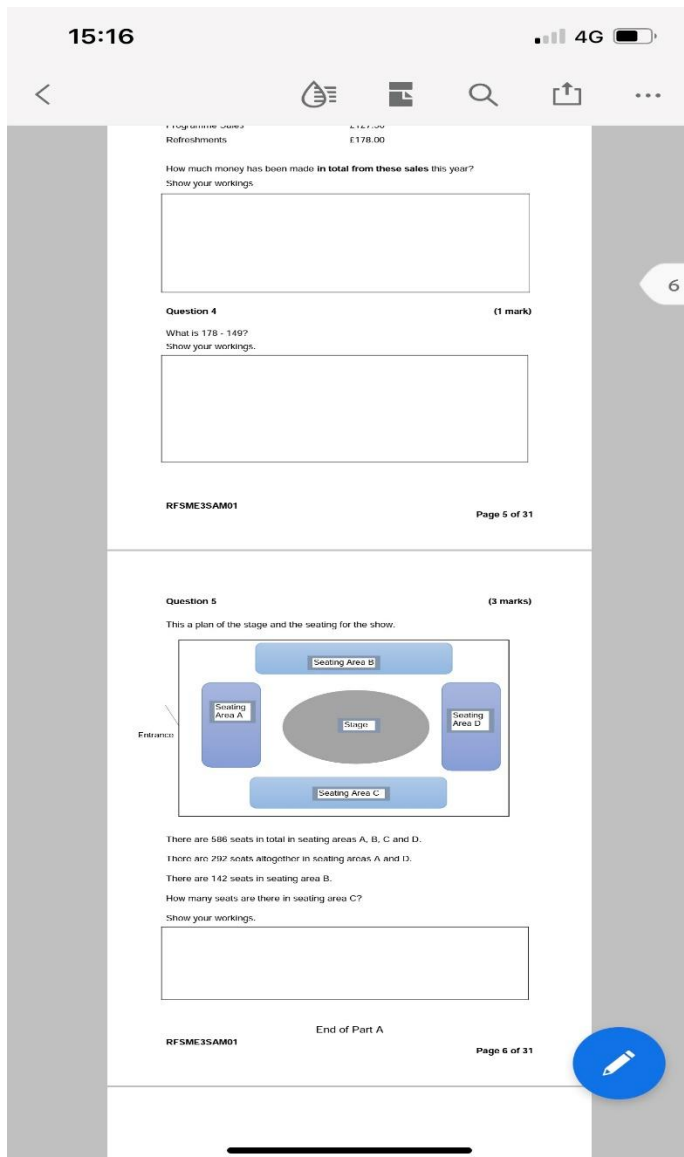 15:16
4G
Refreshments £178.00
How much money has been made in total from these sales this year?
Show your workings
6
Question 4 (1 mark)
What is 178 - 149?
Show your workings.
RFSME3SAM01
Page 5 of 31
Question 5 (3 marks)
This a plan of the stage and the seating for the show.
Seating Area B
Seating
Area A
Stage
Seating
Area D
Entrance
Seating Area C
There are 586 seats in total in seating areas A, B, C and D.
There are 292 seats altogether in seating areas A and D.
There are 142 seats in seating area B.
How many seats are there in seating area C?
Show your workings.
End of Part A
RFSME3SAM01
Page 6 of 31